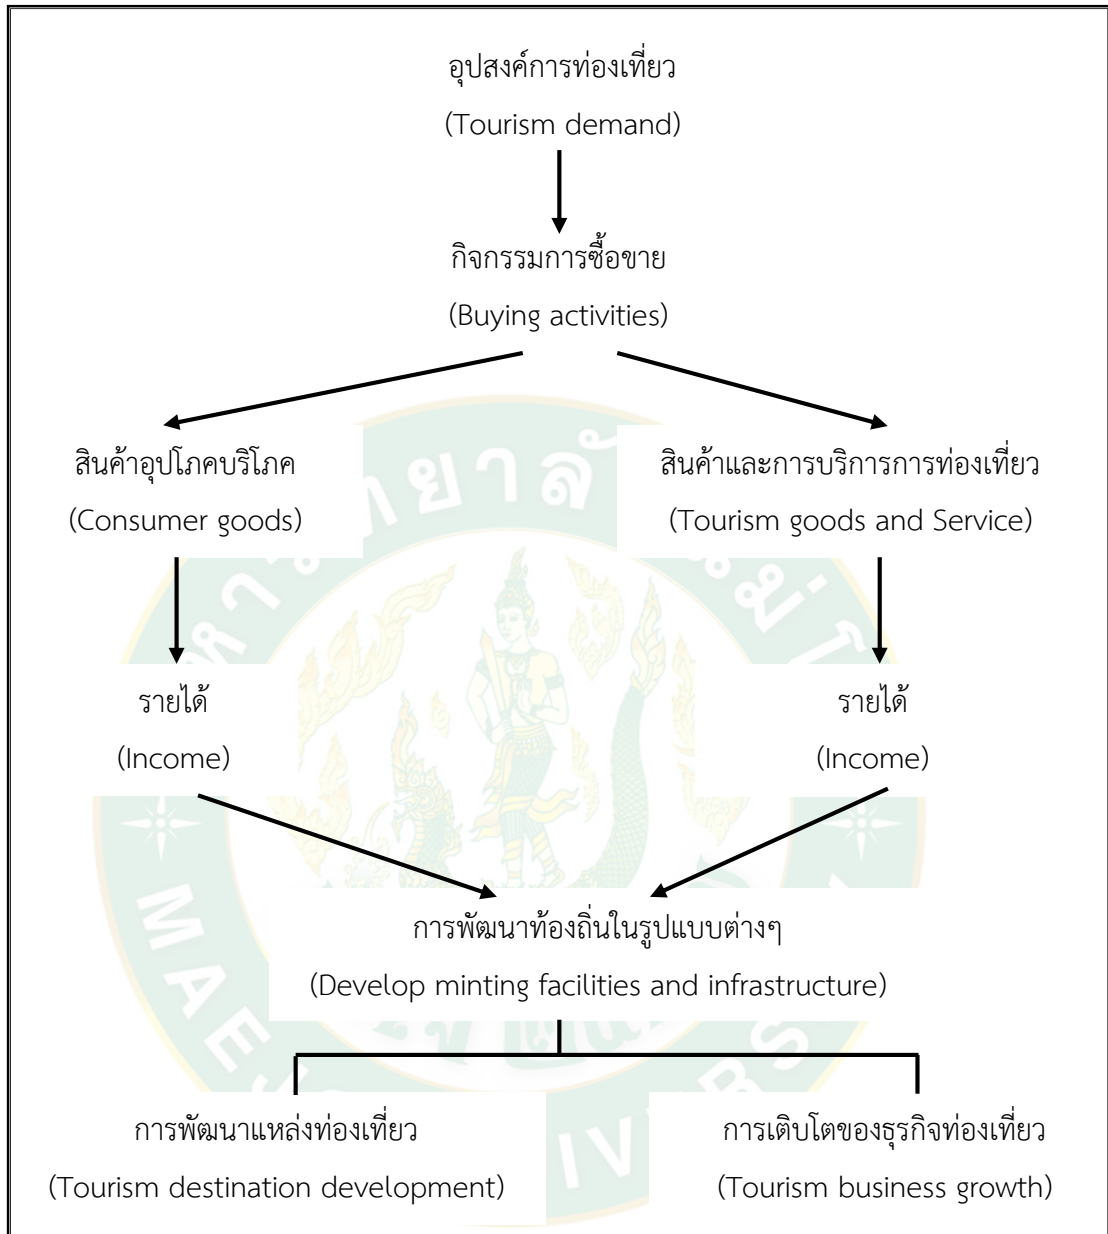 อุปสงค์การท่องเที่ยว
(Tourism demand)
กิจกรรมการซื้อขาย
(Buying activities)
สินค้าอุปโภคบริโภค
(Consumer goods)
สินค้าและการบริการการท่องเที่ยว
(Tourism goods and Service)
รายได้
(Income)
รายได้
(Income)
การพัฒนาท้องถิ่นในรูปแบบต่างๆ
(Develop minting facilities and infrastructure)
การพัฒนาแหล่งท่องเที่ยว
(Tourism destination development)
การเติบโตของธุรกิจท่องเที่ยว
(Tourism business growth)